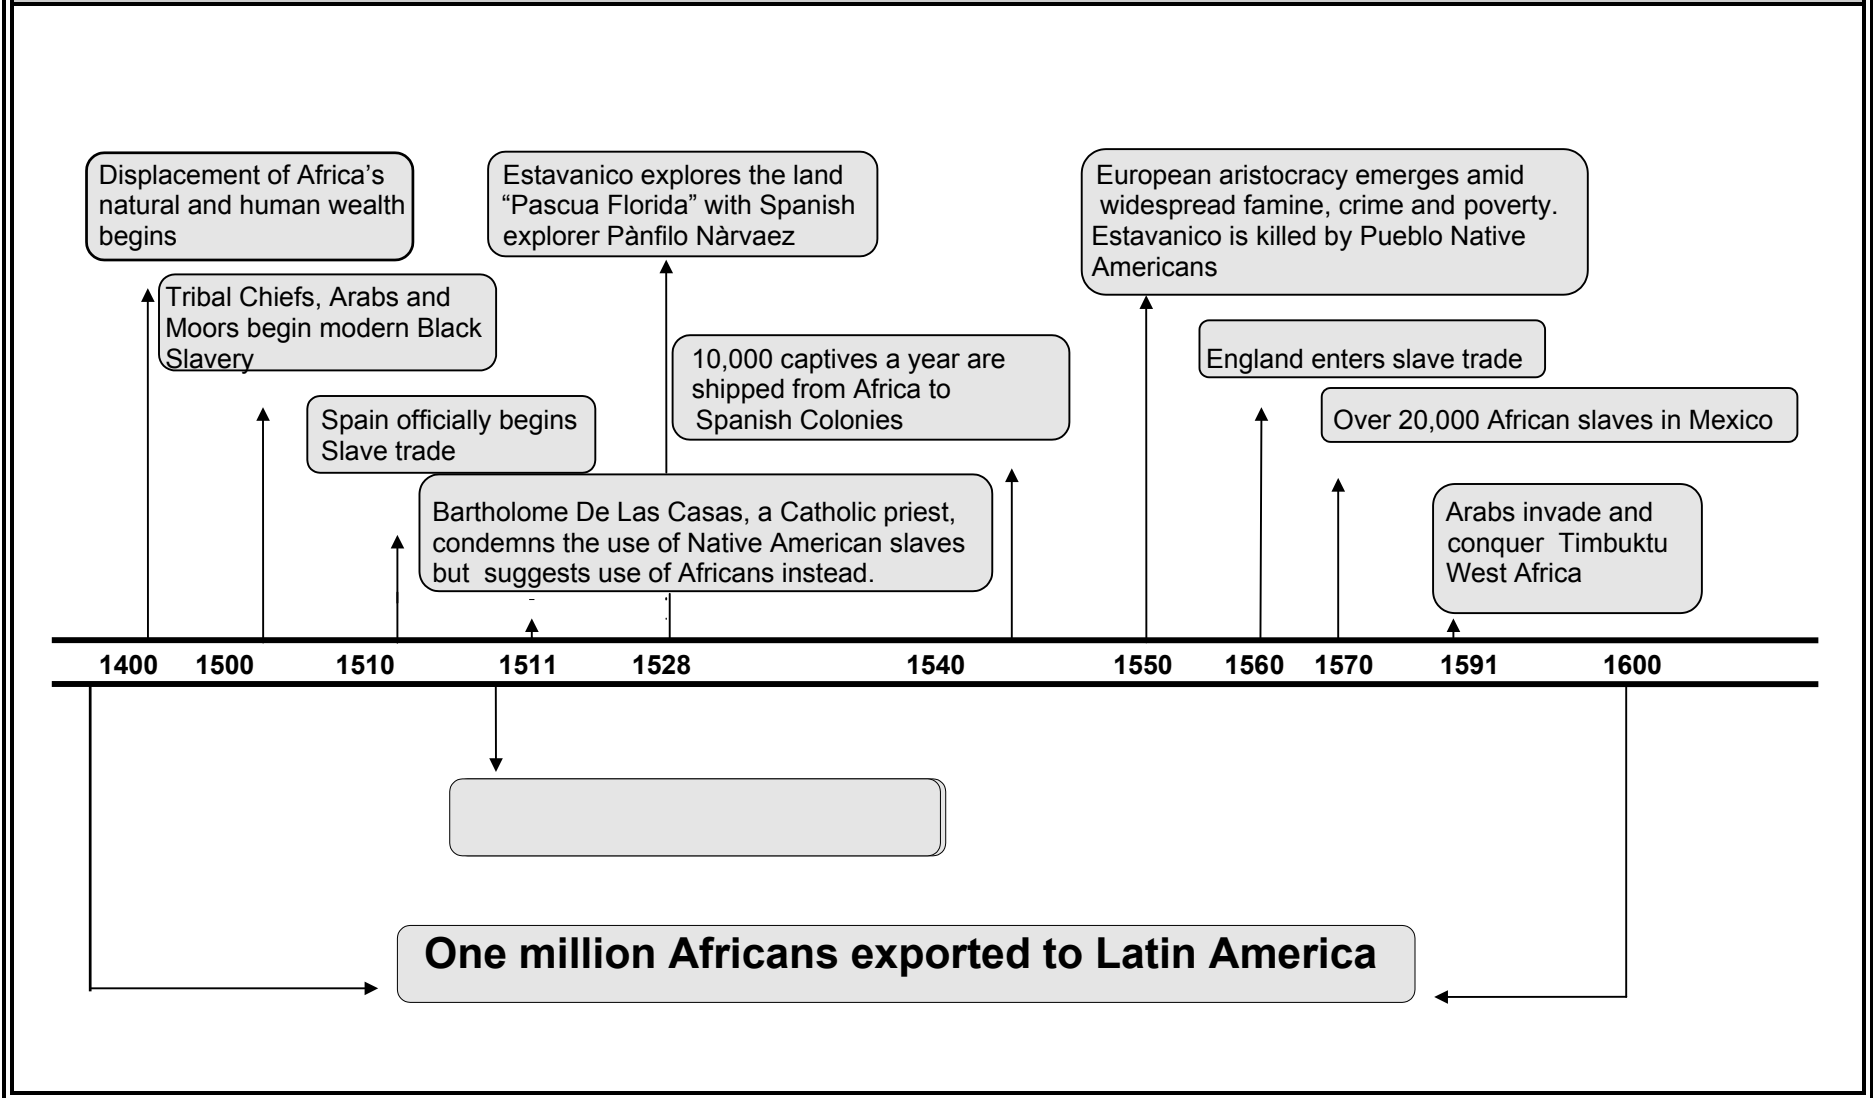 Displacement of Africa's
natural and human wealth
begins
Tribal Chiefs, Arabs and
Moors begin modern Black
Slavery
Spain officially begins
Slave trade
Estavanico explores the land
“Pascua Florida” with Spanish
explorer Pànfilo Nàrvaez
10,000 captives a year are
shipped from Africa to
Spanish Colonies
Bartholome De Las Casas, a Catholic priest,
condemns the use of Native American slaves
but suggests use of Africans instead.
European aristocracy emerges amid
widespread famine, crime and poverty.
Estavanico is killed by Pueblo Native
Americans
England enters slave trade
Over 20,000 African slaves in Mexico
Arabs invade and
conquer Timbuktu
West Africa
1400 1500 1510 1511 1528 1540 1550 1560 1570 1591 1600
One million Africans exported to Latin America